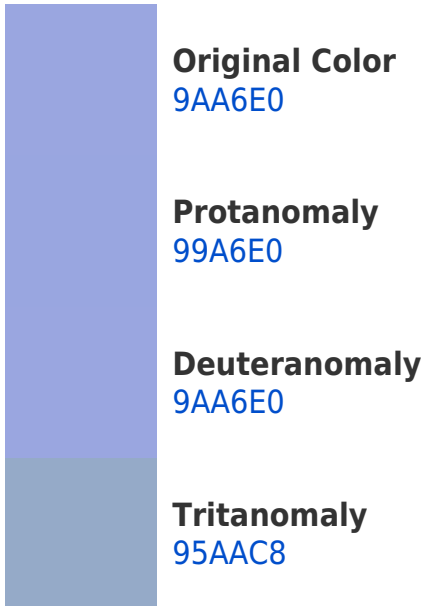 Original Color
9AA6E0
Protanomaly
99A6E0
Deuteranomaly
9AA6E0
Tritanomaly
95AAC8